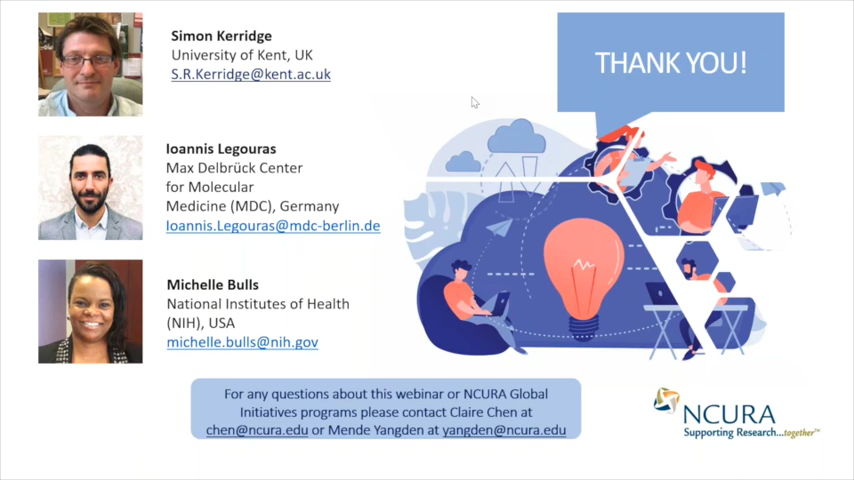 Simon Kerridge
University of Kent, UK
S.R.Kerridge@kent.ac.uk
THANK YOU!
Ioannis Legouras
Max Delbrück Center
for Molecular
Medicine (MDC), Germany
Ioannis.Legouras@mdc-berlin.de
Michelle Bulls
National Institutes of Health
(NIH), USA
michelle.bulls@nih.gov
For any questions about this webinar or NCURA Global
Initiatives programs please contact Claire Chen at
chen@ncura.edu or Mende Yangden at yangden@ncura.edu
NCURA
Supporting Research...together™